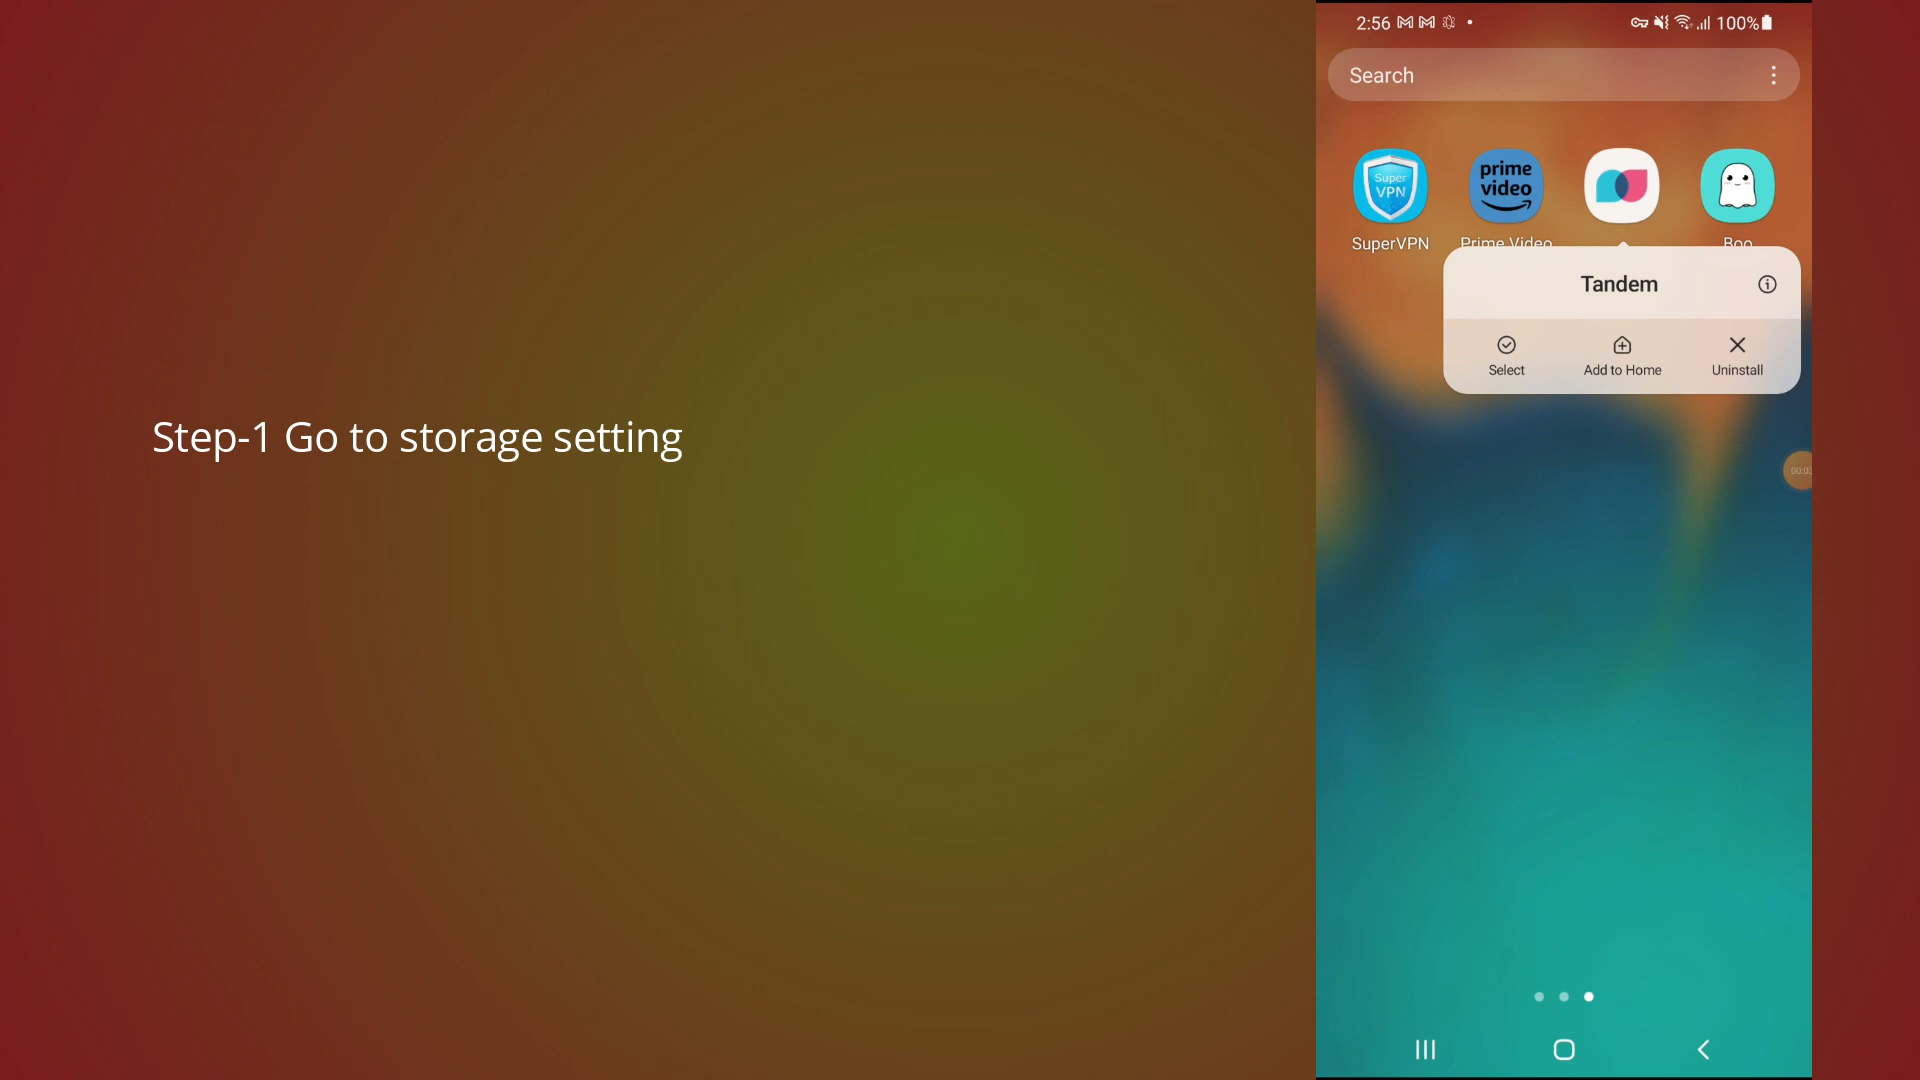 Step-1 Go to storage setting
2:56
100%
Search
Super
VPN
prime
video
SuperVPN
Prime Video
Boo
Tandem
Select
Add to Home
Uninstall